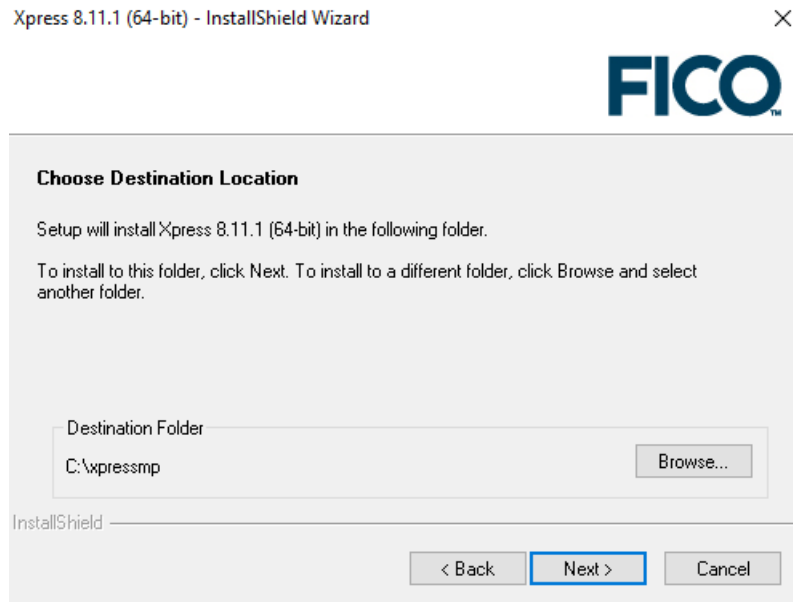 Xpress 8.11.1 (64-bit) - InstallShield Wizard
FICO™
Choose Destination Location
Setup will install Xpress 8.11.1 (64-bit) in the following folder.
To install to this folder, click Next. To install to a different folder, click Browse and select
another folder.
Destination Folder
C:\xpressmp
Browse...
InstallShield
< Back
Next >
Cancel